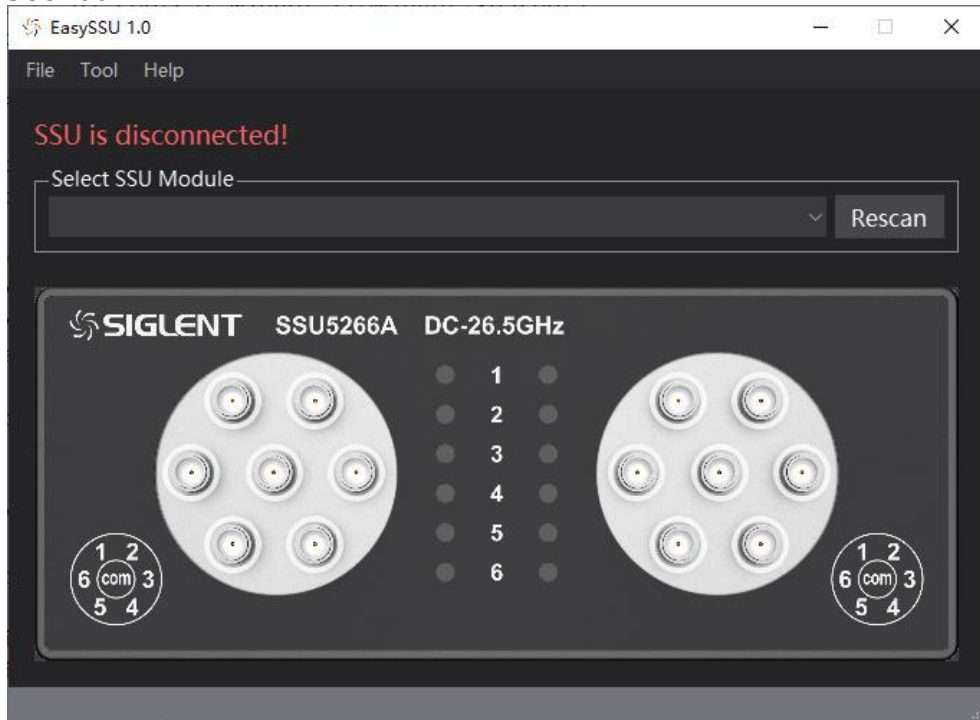 EasySSU 1.0
File Tool Help
SSU is disconnected!
Select SSU Module
Rescan
SIGLENT SSU5266A DC-26.5GHz
1
2
3
4
5
6
1 2
6 com 3
5 4
1 2
6 com 3
5 4